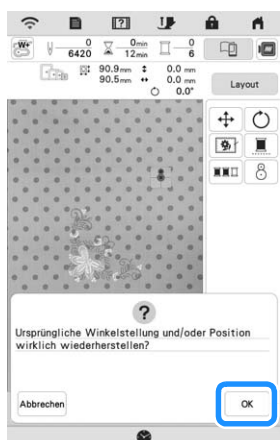 W+
0
6420
0min
12min
0
6
90.9mm
90.5mm
0.0 mm
0.0 mm
0.0°
Layout
?
Ursprüngliche Winkelstellung und/oder Position
wirklich wiederherstellen?
Abbrechen
OK